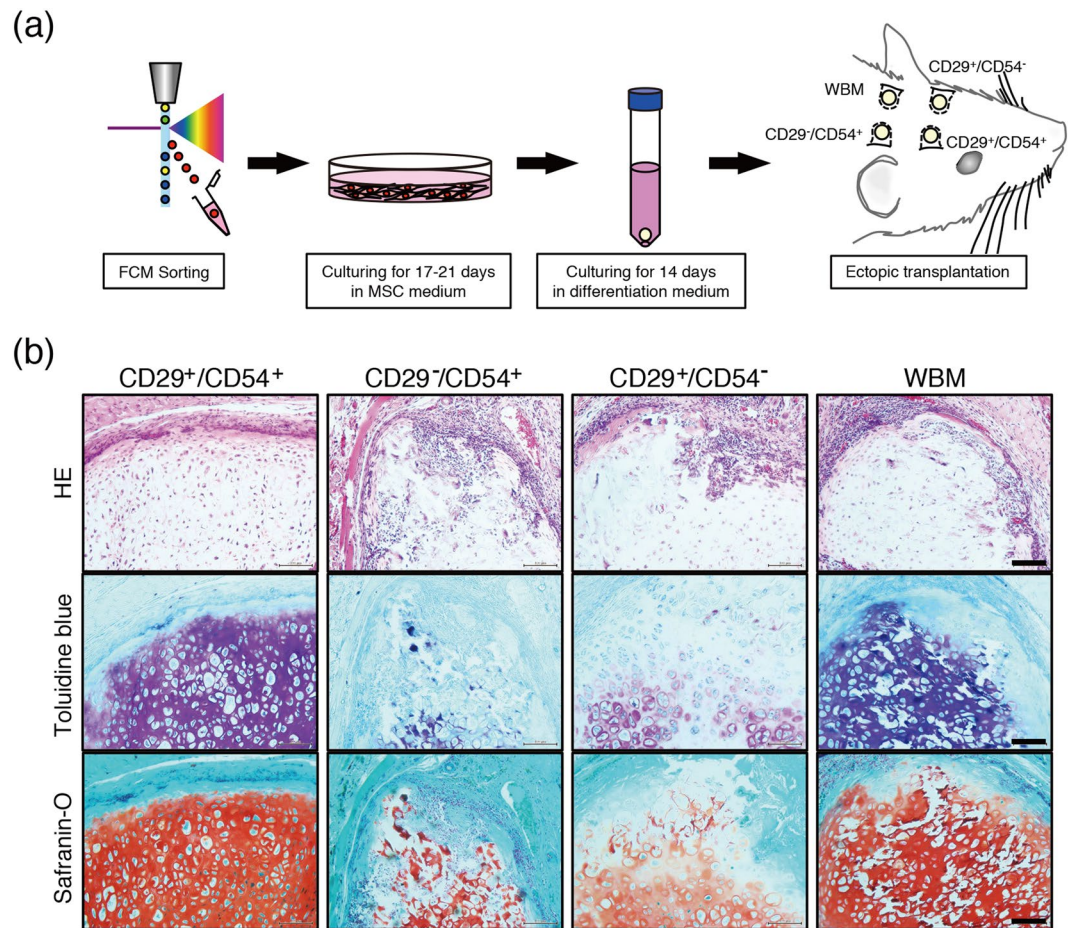 (a)
CD29⁺/CD54⁻
WBM
CD29⁻/CD54⁺
CD29⁺/CD54⁺
FCM Sorting
Culturing for 17-21 days
in MSC medium
Culturing for 14 days
in differentiation medium
Ectopic transplantation
(b)
CD29⁺/CD54⁺
CD29⁻/CD54⁺
CD29⁺/CD54⁻
WBM
HE
Toluidine blue
Safranin-O